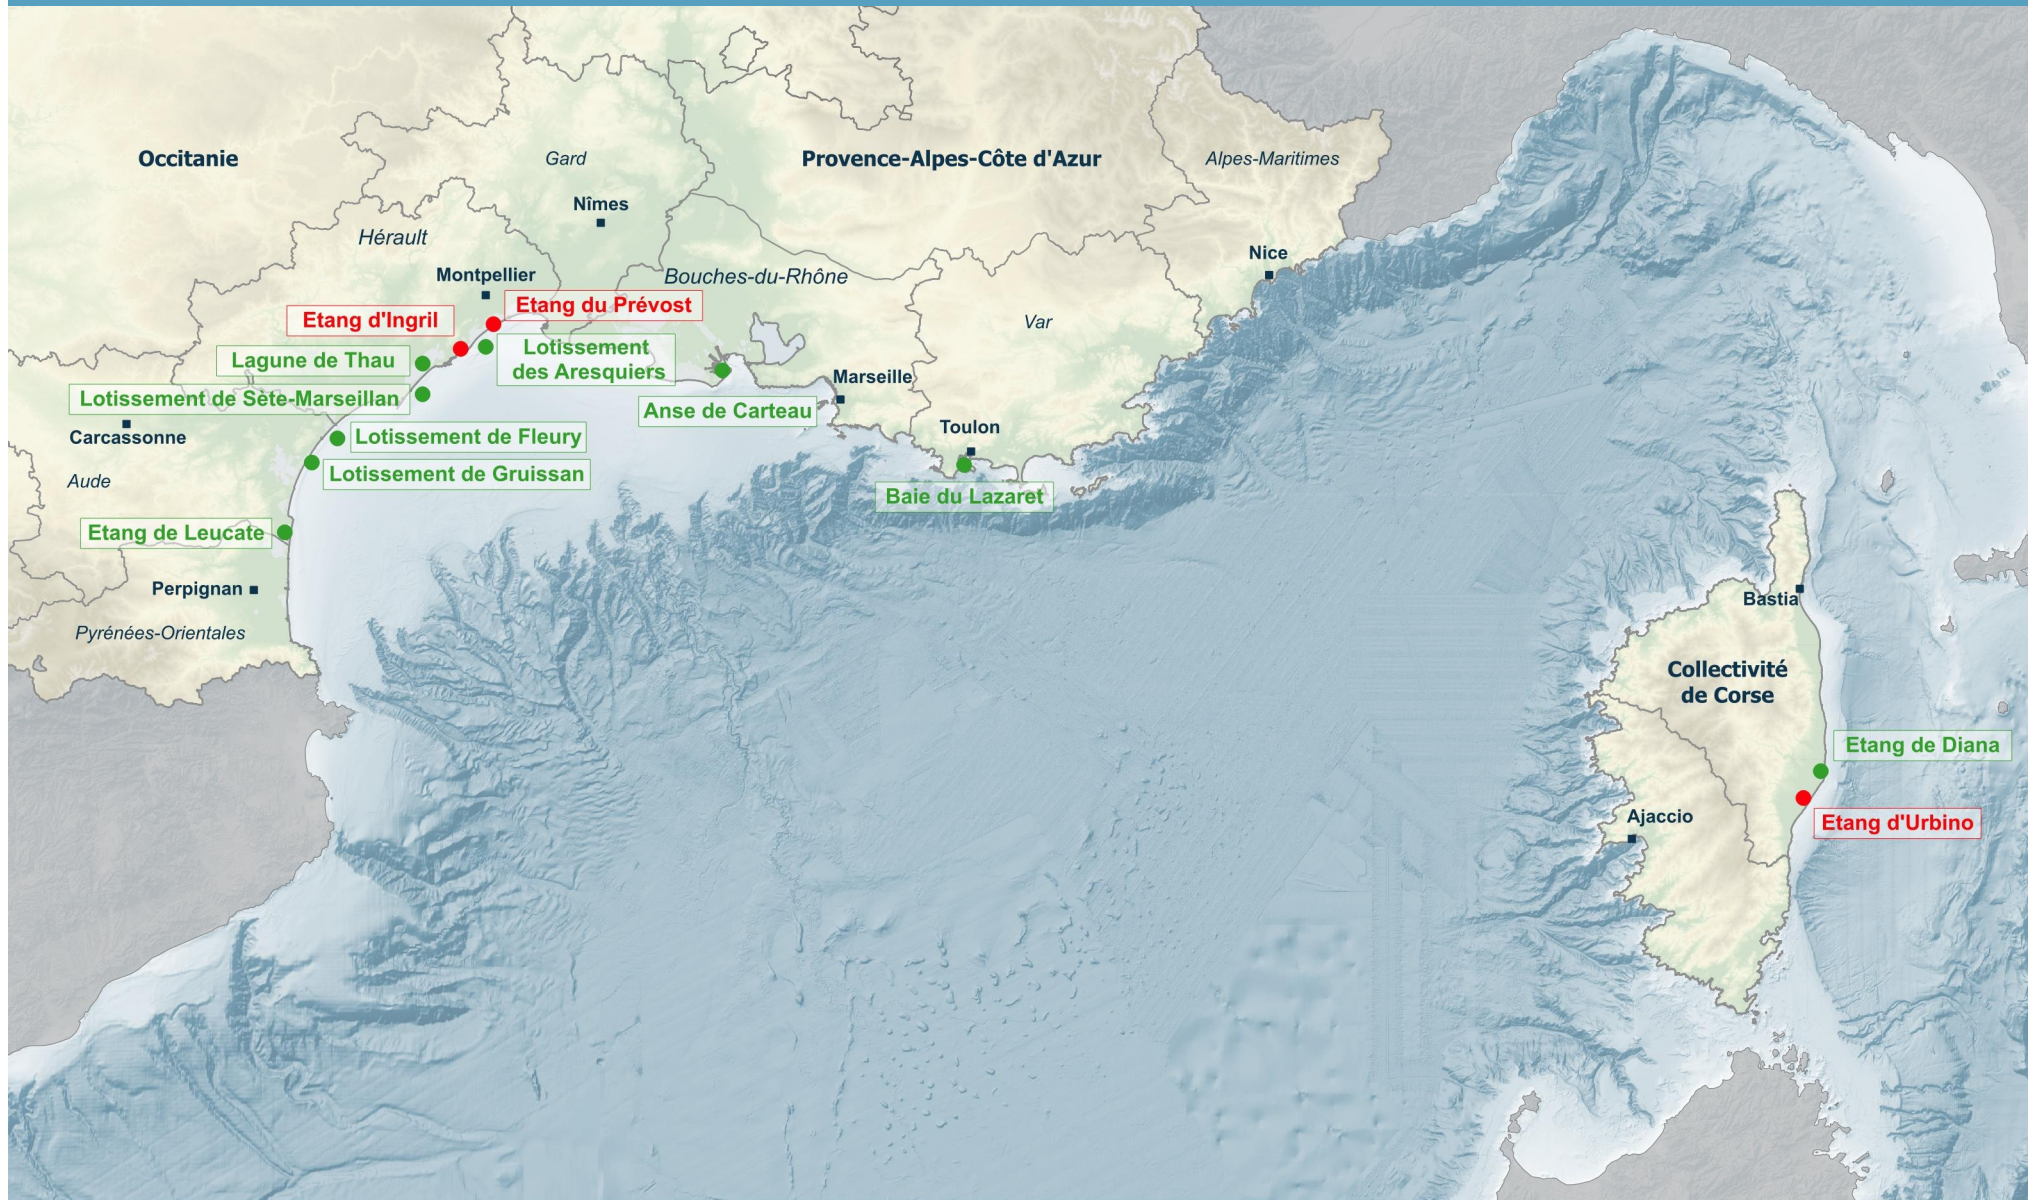 Occitanie
Gard
Provence-Alpes-Côte d'Azur
Alpes-Maritimes
Nîmes
Hérault
Nice
Montpellier
Bouches-du-Rhône
Etang du Prévost
Etang d'Ingril
Var
Lotissement
des Aresquiers
Lagune de Thau
Marseille
Lotissement de Sète-Marseillan
Anse de Carteau
Toulon
Carcassonne
Lotissement de Fleury
Lotissement de Gruissan
Aude
Baie du Lazaret
Etang de Leucate
Perpignan
Bastia
Pyrénées-Orientales
Collectivité
de Corse
Etang de Diana
Ajaccio
Etang d'Urbino